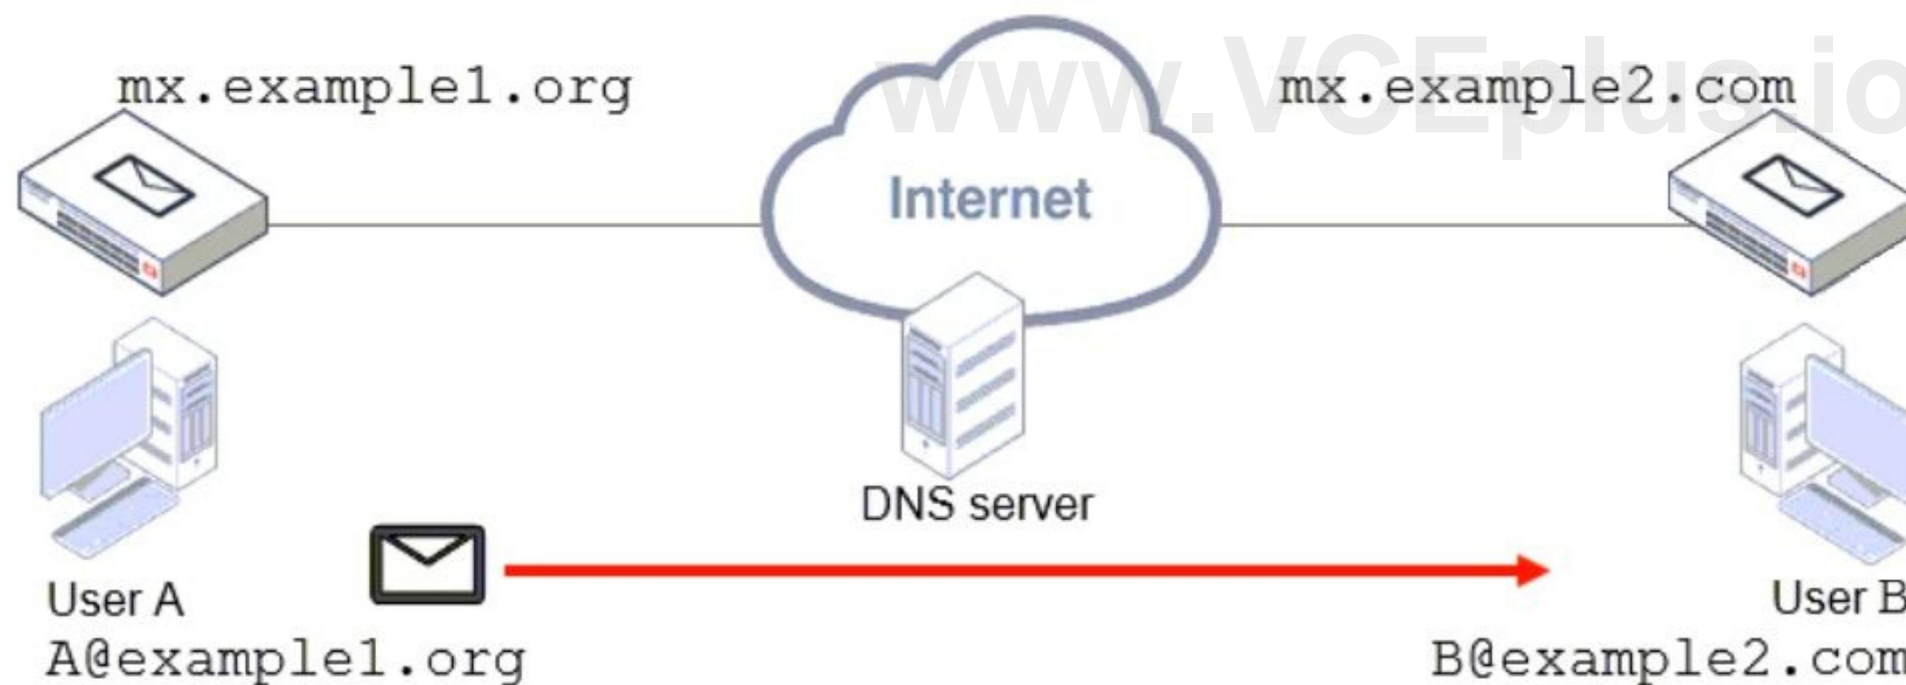 www.VCEplus.io
mx.example1.org
mx.example2.com
Internet
DNS server
User A
A@example1.org
User B
B@example2.com